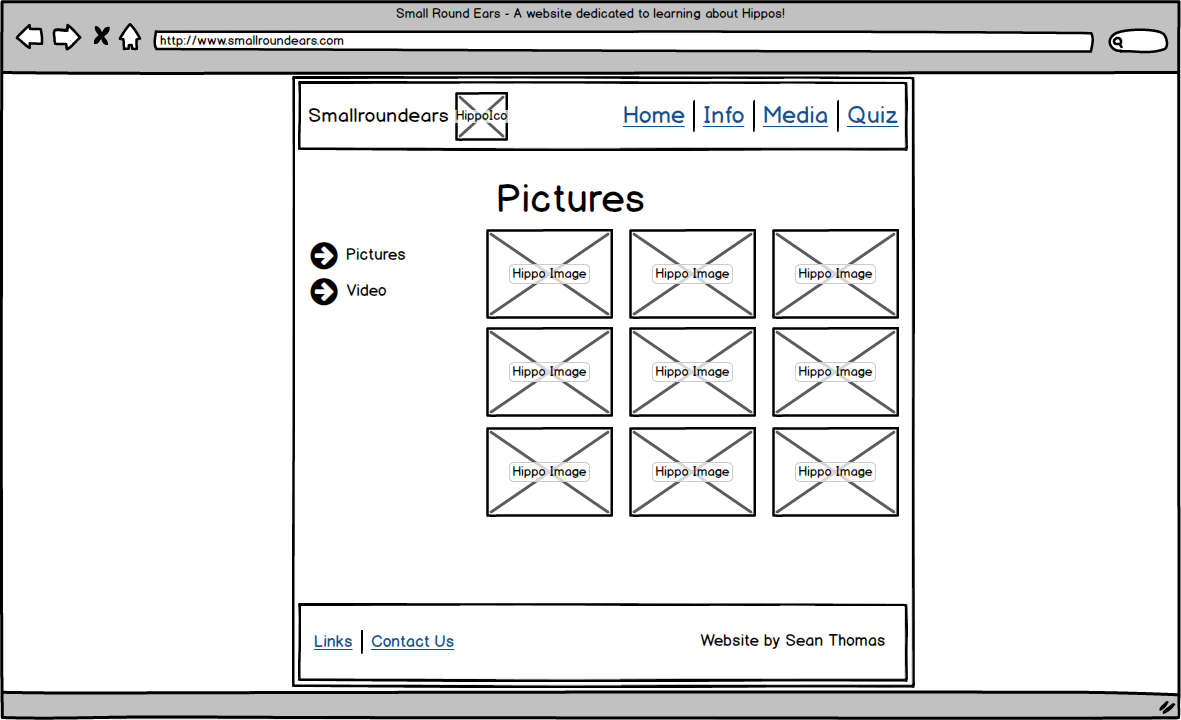 Small Round Ears - A website dedicated to learning about Hippos!
http://www.smallroundears.com
Smallroundears HippoIco Home Info Media Quiz
Pictures
Pictures
Video
Hippo Image Hippo Image Hippo Image
Hippo Image Hippo Image Hippo Image
Hippo Image Hippo Image Hippo Image
Links Contact Us Website by Sean Thomas